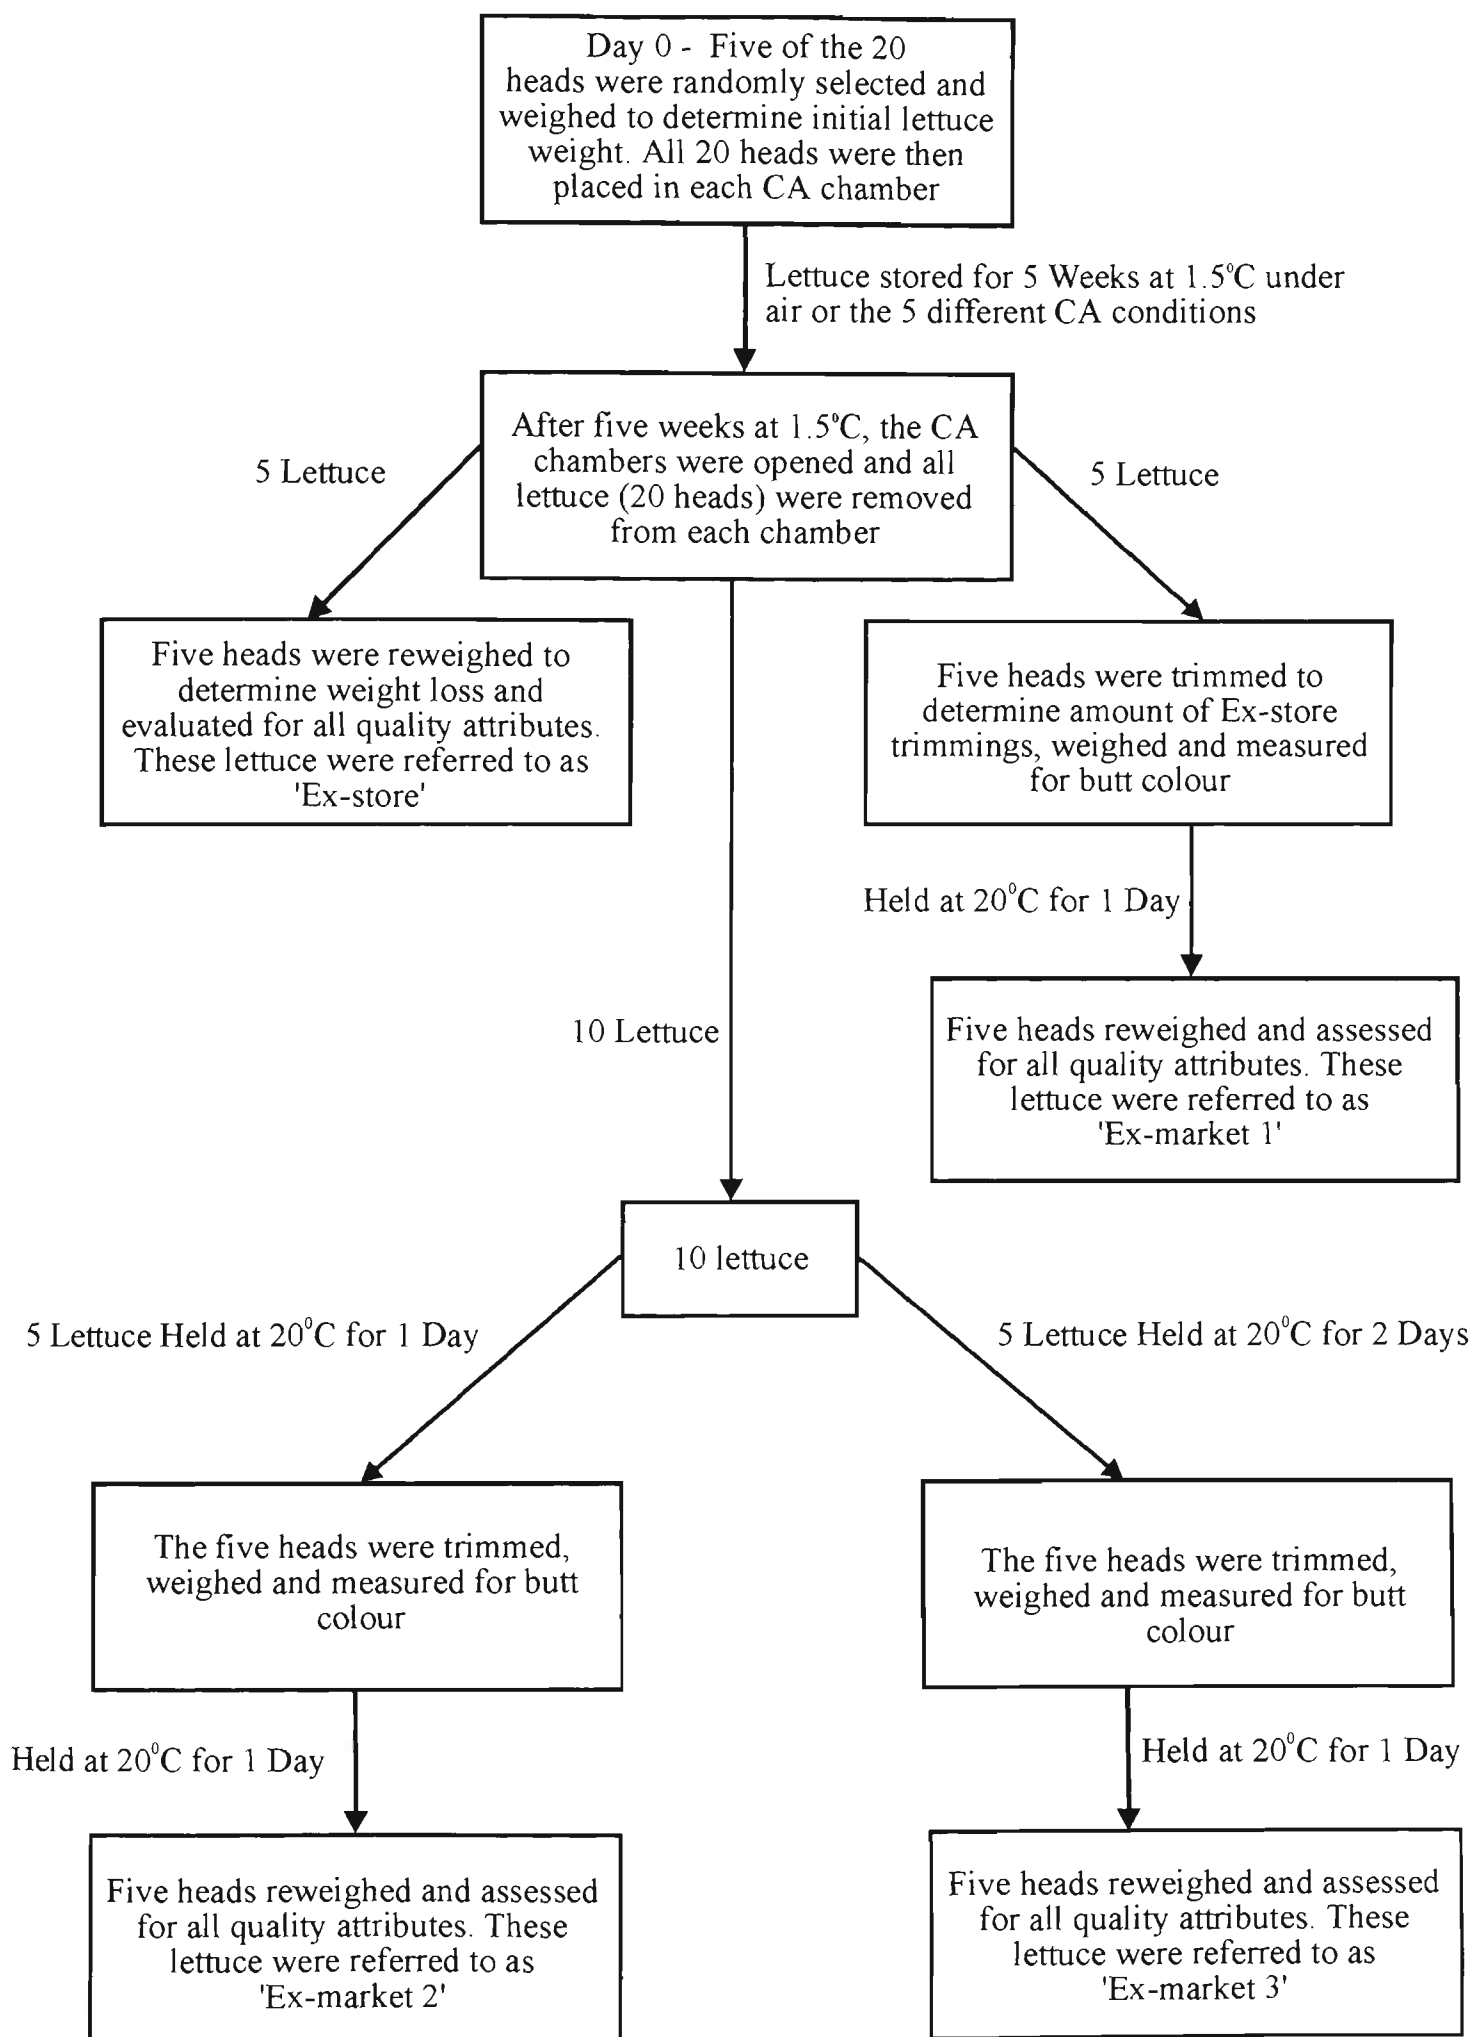 Day 0 - Five of the 20
heads were randomly selected and
weighed to determine initial lettuce
weight. All 20 heads were then
placed in each CA chamber
Lettuce stored for 5 Weeks at 1.5⁰C under
air or the 5 different CA conditions
After five weeks at 1.5⁰C, the CA
chambers were opened and all
lettuce (20 heads) were removed
from each chamber
5 Lettuce
5 Lettuce
Five heads were reweighed to
determine weight loss and
evaluated for all quality attributes.
These lettuce were referred to as
'Ex-store'
Five heads were trimmed to
determine amount of Ex-store
trimmings, weighed and measured
for butt colour
Held at 20⁰C for 1 Day
10 Lettuce
Five heads reweighed and assessed
for all quality attributes. These
lettuce were referred to as
'Ex-market 1'
10 lettuce
5 Lettuce Held at 20⁰C for 1 Day
5 Lettuce Held at 20⁰C for 2 Days
The five heads were trimmed,
weighed and measured for butt
colour
The five heads were trimmed,
weighed and measured for butt
colour
Held at 20⁰C for 1 Day
Held at 20⁰C for 1 Day
Five heads reweighed and assessed
for all quality attributes. These
lettuce were referred to as
'Ex-market 2'
Five heads reweighed and assessed
for all quality attributes. These
lettuce were referred to as
'Ex-market 3'